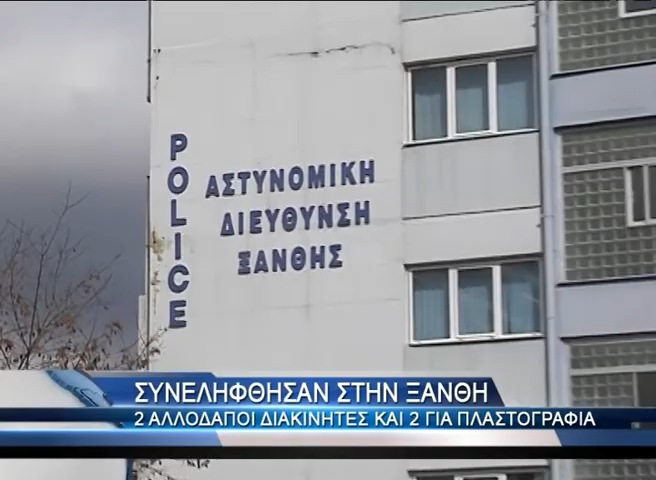 POLICE
ΑΣΤΥΝΟΜΙΚΗ
ΔΙΕΥΘΥΝΣΗ
ΞΑΝΘΗΣ
ΣΥΝΕΛΗΦΘΗΣΑΝ ΣΤΗΝ ΞΑΝΘΗ
2 ΑΛΛΟΔΑΠΟΙ ΔΙΑΚΙΝΗΤΕΣ ΚΑΙ 2 ΓΙΑ ΠΛΑΣΤΟΓΡΑΦΙΑ